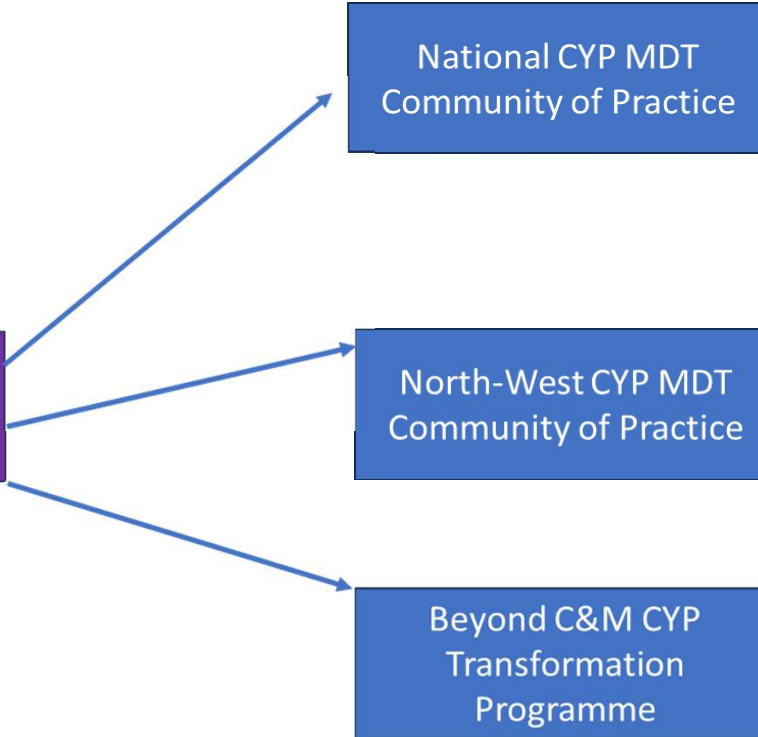 National CYP MDT
Community of Practice
North-West CYP MDT
Community of Practice
Beyond C&M CYP
Transformation
Programme